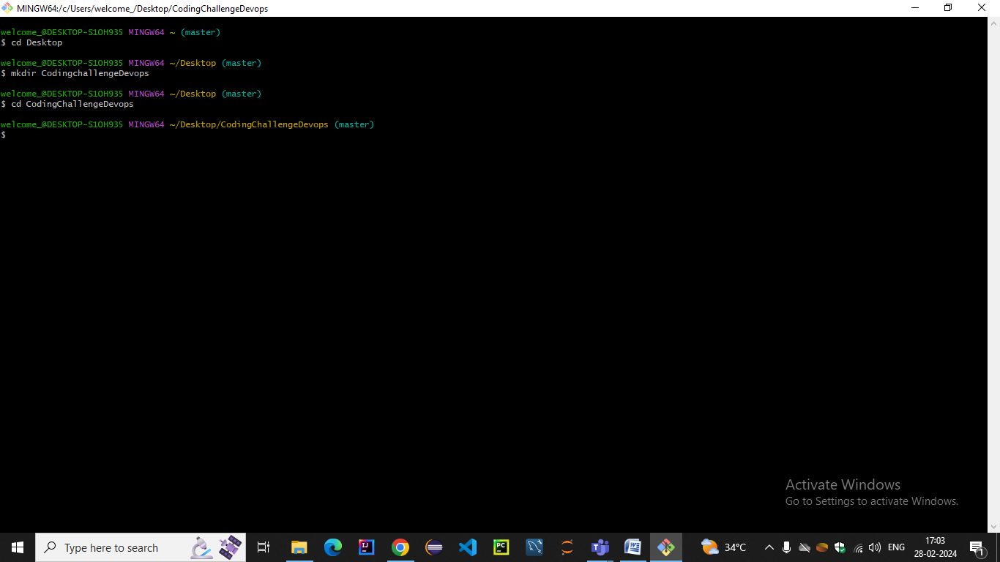 MINGW64:/c/Users/welcome_/Desktop/CodingChallengeDevops
welcome_@DESKTOP-S1OH935 MINGW64 ~ (master)
$ cd Desktop
welcome_@DESKTOP-S1OH935 MINGW64 ~/Desktop (master)
$ mkdir CodingchallengeDevops
welcome_@DESKTOP-S1OH935 MINGW64 ~/Desktop (master)
$ cd CodingChallengeDevops
welcome_@DESKTOP-S1OH935 MINGW64 ~/Desktop/CodingChallengeDevops (master)
$
Activate Windows
Go to Settings to activate Windows.
Type here to search
IJ
PC
34°C
ENG
17:03
28-02-2024
1